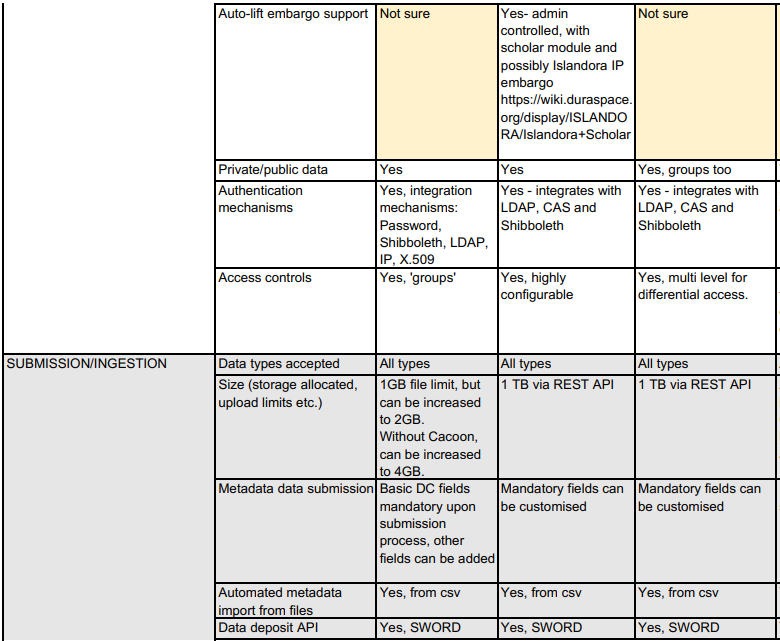 Auto-lift embargo support
Not sure
Yes- admin
controlled, with
scholar module and
possibly Islandora IP
embargo
https://wiki.duraspace.
org/display/ISLANDO
RA/Islandora+Scholar
Not sure
Private/public data
Yes
Yes
Yes, groups too
Authentication
mechanisms
Yes, integration
mechanisms:
Password,
Shibboleth, LDAP,
IP, X.509
Yes - integrates with
LDAP, CAS and
Shibboleth
Yes - integrates with
LDAP, CAS and
Shibboleth
Access controls
Yes, 'groups'
Yes, highly
configurable
Yes, multi level for
differential access.
SUBMISSION/INGESTION
Data types accepted
All types
All types
All types
Size (storage allocated,
upload limits etc.)
1GB file limit, but
can be increased
to 2GB.
Without Cacoon,
can be increased
to 4GB.
1 TB via REST API
1 TB via REST API
Metadata data submission
Basic DC fields
mandatory upon
submission
process, other
fields can be added
Mandatory fields can
be customised
Mandatory fields can
be customised
Automated metadata
import from files
Yes, from csv
Yes, from csv
Yes, from csv
Data deposit API
Yes, SWORD
Yes, SWORD
Yes, SWORD